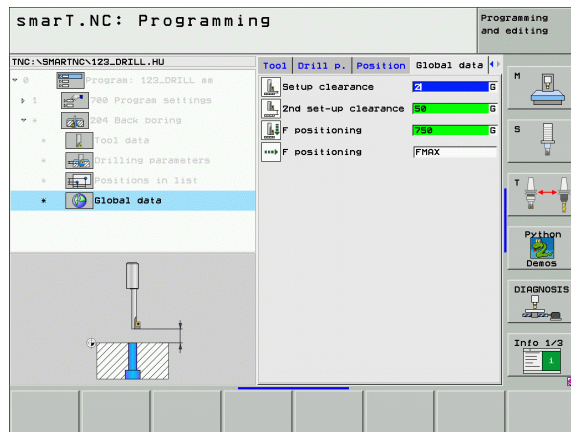 smarT.NC: Programming
Programming and editing
TNC:\SMARTNC\123_DRILL.HU
Tool Drill p. Position Global data
0 Program: 123_DRILL mm
1 700 Program settings
* 204 Back boring
* Tool data
* Drilling parameters
* Positions in list
* Global data
Setup clearance 2 G
2nd set-up clearance 50 G
F positioning 750 G
F positioning FMAX
M
S
T
Python
Demos
DIAGNOSIS
Info 1/3